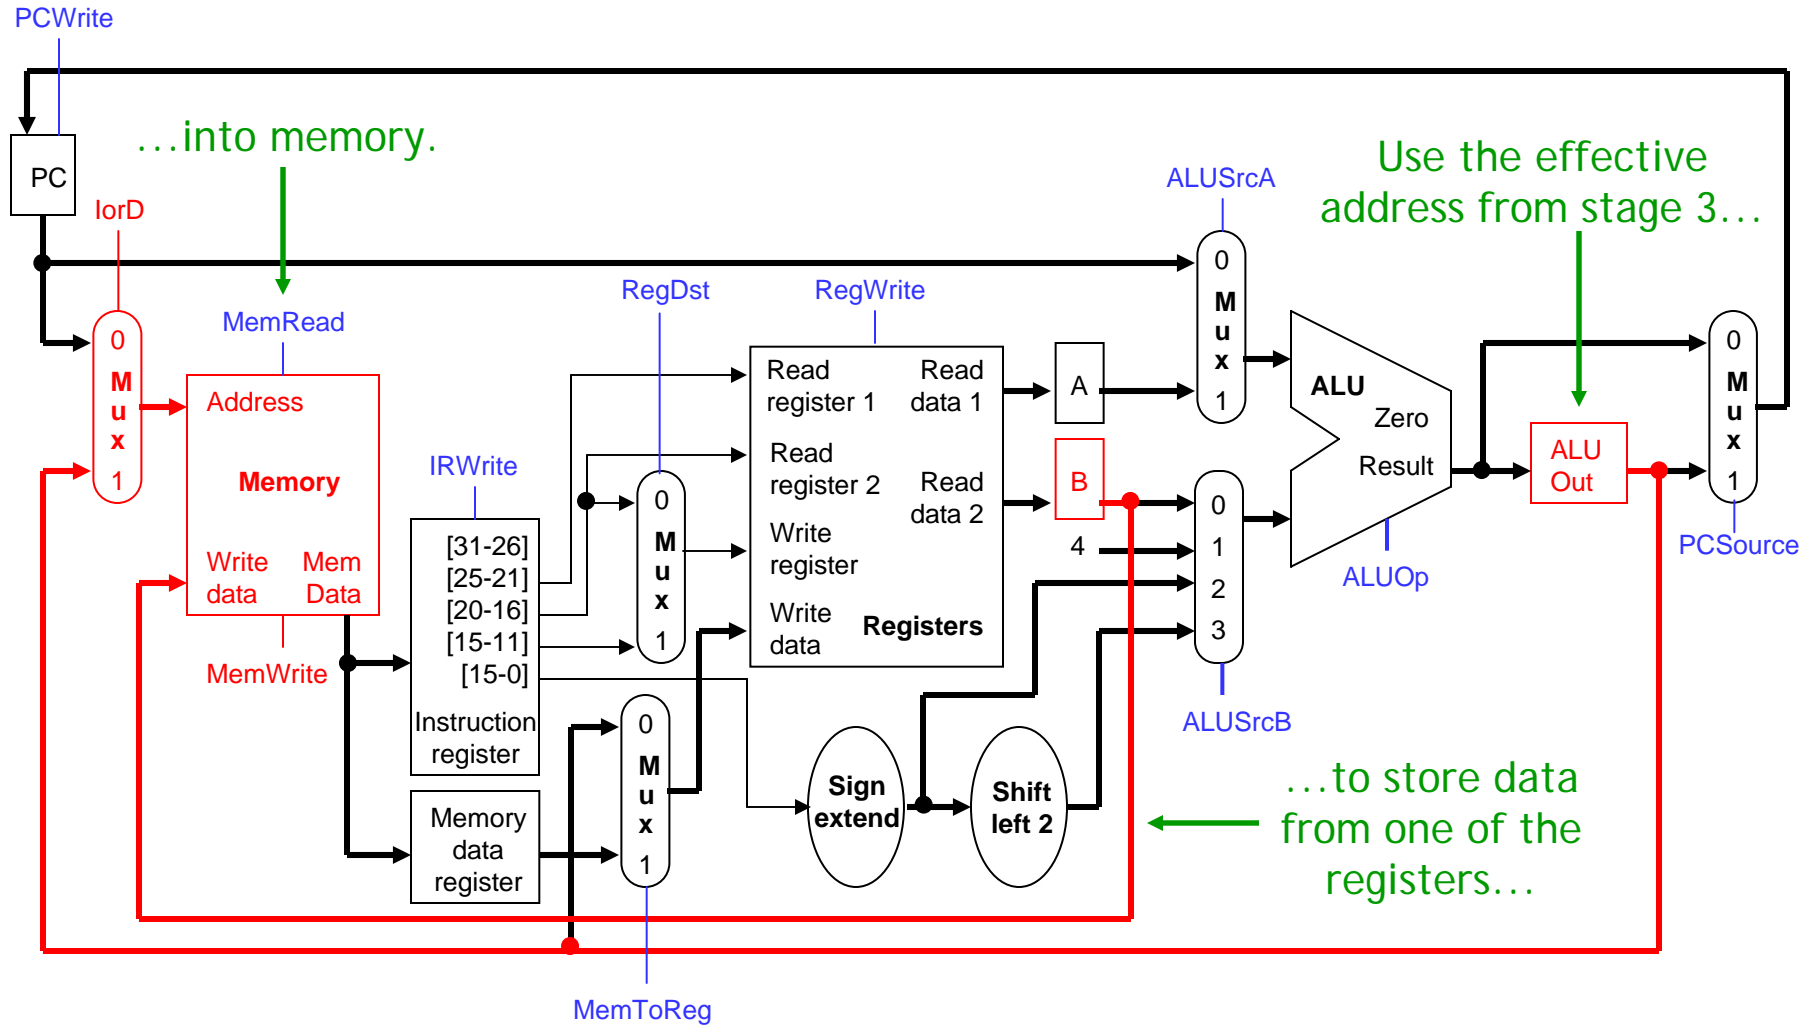 PCWrite
...into memory.
Use the effective
address from stage 3...
PC
IorD
ALUSrcA
RegDst
RegWrite
MemRead
0
M
u
x
1
Address
Memory
Write
data
Mem
Data
MemWrite
IRWrite
[31-26]
[25-21]
[20-16]
[15-11]
[15-0]
Instruction
register
Memory
data
register
0
M
u
x
1
0
M
u
x
1
MemToReg
Read
register 1
Read
data 1
Read
register 2
Read
data 2
Write
register
Write
data
Registers
A
B
4
0
M
u
x
1
0
1
2
3
ALUSrcB
ALU
Zero
Result
ALUOp
ALU
Out
0
M
u
x
1
PCSource
Sign
extend
Shift
left 2
...to store data
from one of the
registers...